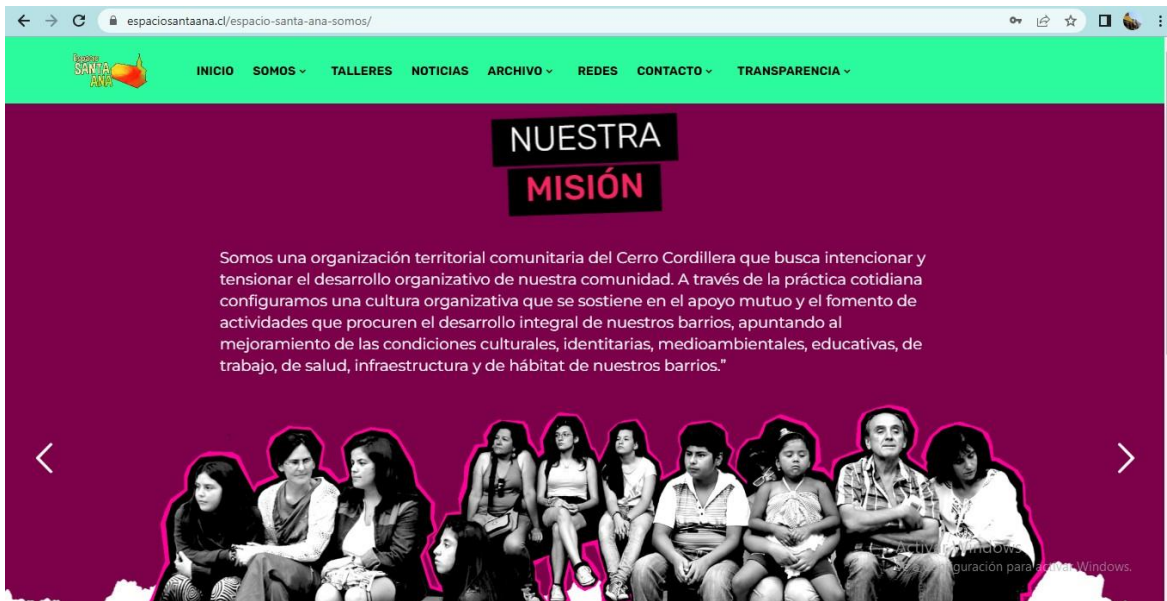 espaciosantaana.cl/espacio-santa-ana-somos/
ESPACIO
SANTA
ANA
INICIO SOMOS TALLERES NOTICIAS ARCHIVO REDES CONTACTO TRANSPARENCIA
NUESTRA
MISIÓN
Somos una organización territorial comunitaria del Cerro Cordillera que busca intencionar y
tensionar el desarrollo organizativo de nuestra comunidad. A través de la práctica cotidiana
configuramos una cultura organizativa que se sostiene en el apoyo mutuo y el fomento de
actividades que procuren el desarrollo integral de nuestros barrios, apuntando al
mejoramiento de las condiciones culturales, identitarias, medioambientales, educativas, de
trabajo, de salud, infraestructura y de hábitat de nuestros barrios."
Activar Windows
configuración para activar Windows.